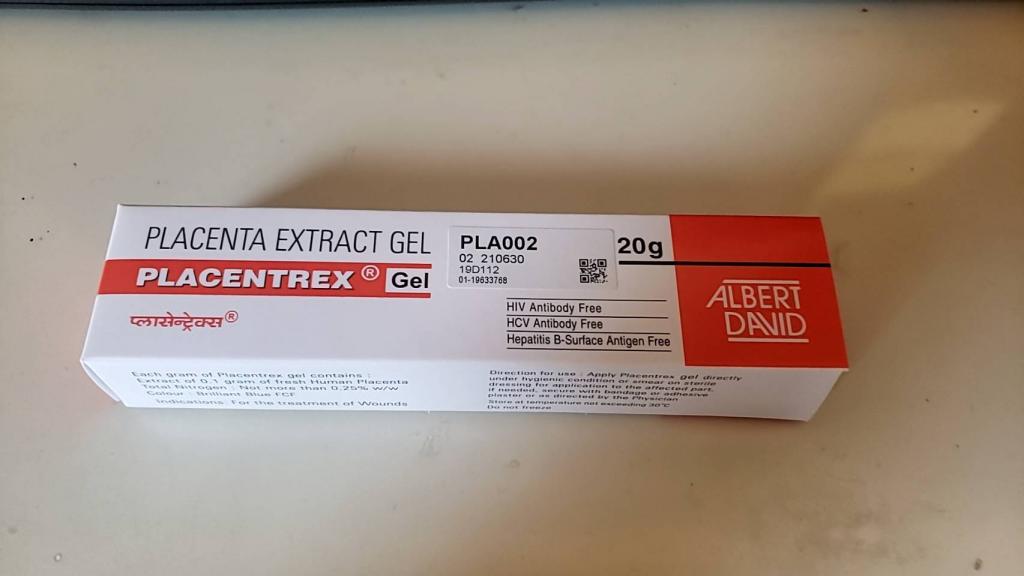 PLACENTA EXTRACT GEL
PLACENTREX® Gel
प्लासेन्ट्रेक्स®
PLA002
02 210630
19D112
01-19633768
20g
HIV Antibody Free
HCV Antibody Free
Hepatitis B-Surface Antigen Free
ALBERT
DAVID
Each gram of Placentrex gel contains :
Extract of 0.1 gram of fresh Human Placenta
Total Nitrogen : Not more than 0.25% w/w
Colour : Brilliant Blue FCF
Indications: For the treatment of Wounds
Direction for use : Apply Placentrex gel directly
under hygienic condition or smear on sterile
dressing for application to the affected part.
if needed, secure with bandage or adhesive
plaster or as directed by the Physician
Store at temperature not exceeding 30°C
Do not freeze